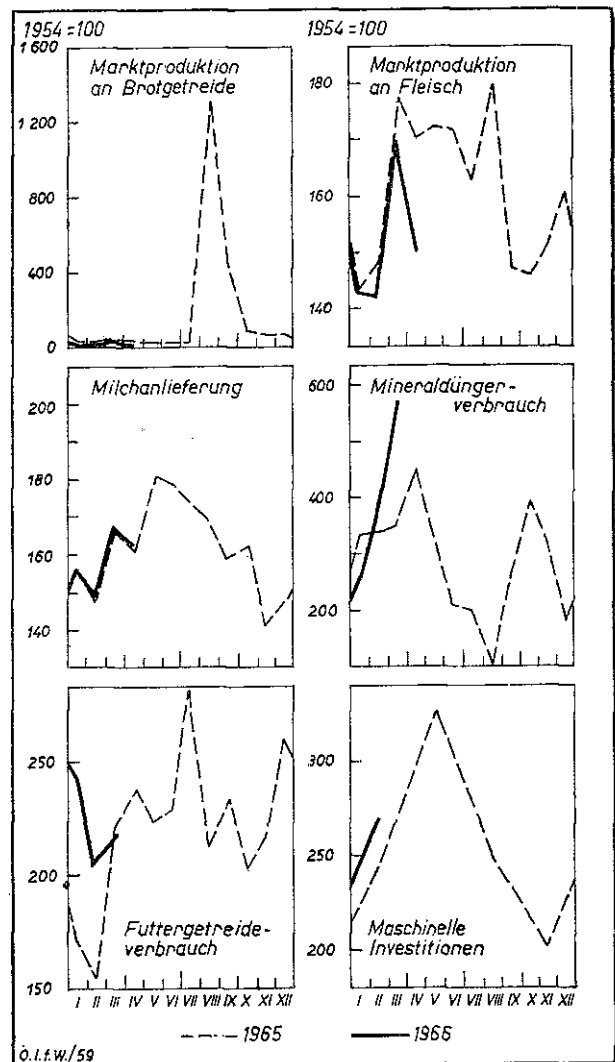 1954 =100
1954 =100
1 600
1 200
800
400
0
Marktproduktion
an Brotgetreide
180
160
140
Marktproduktion
an Fleisch
200
180
160
140
Milchanlieferung
600
400
200
Mineraldünger-
verbrauch
250
200
150
Futtergetreide-
verbrauch
300
250
200
Maschinelle
Investitionen
I II III IV V VI VII VIII IX X XI XII
I II III IV V VI VII VIII IX X XI XII
1965
1966
Ö.I.f.W./59